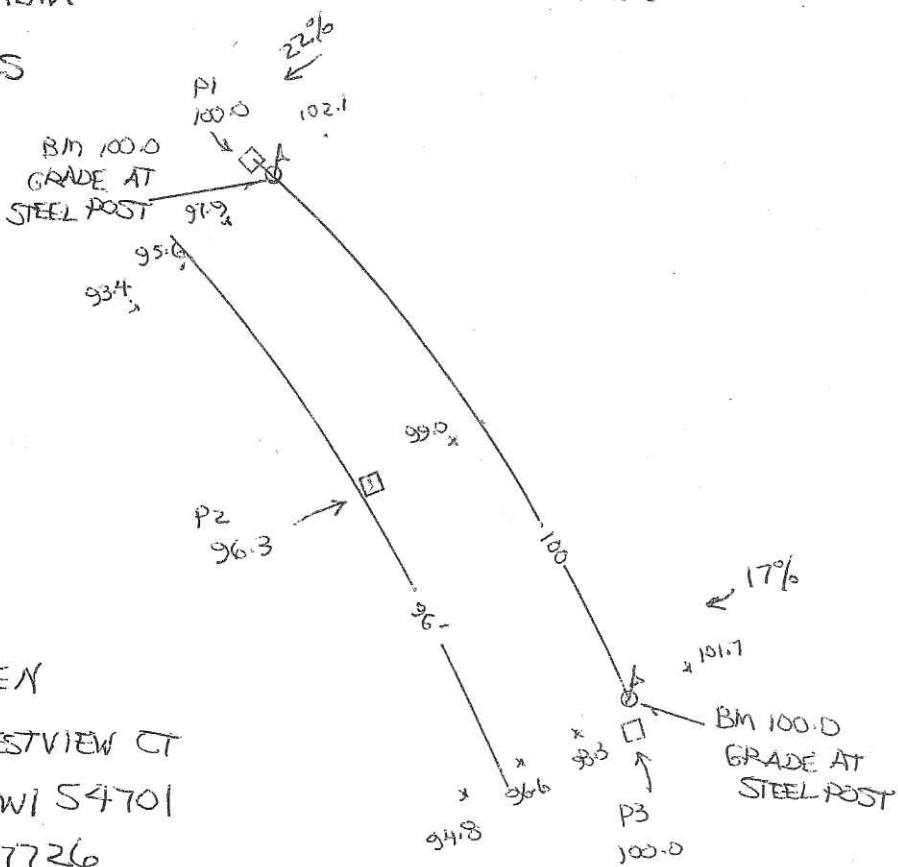 S
22%
P1
100.0
102.1
BM 100.0
GRADE AT
STEEL POST
97.9
95.6
93.4
99.0
P2
96.3
100
96
17%
101.7
EN
ESTVIEW CT
WI 54701
7726
BM 100.0
GRADE AT
STEEL POST
98.3
96.6
94.8
P3
100.0